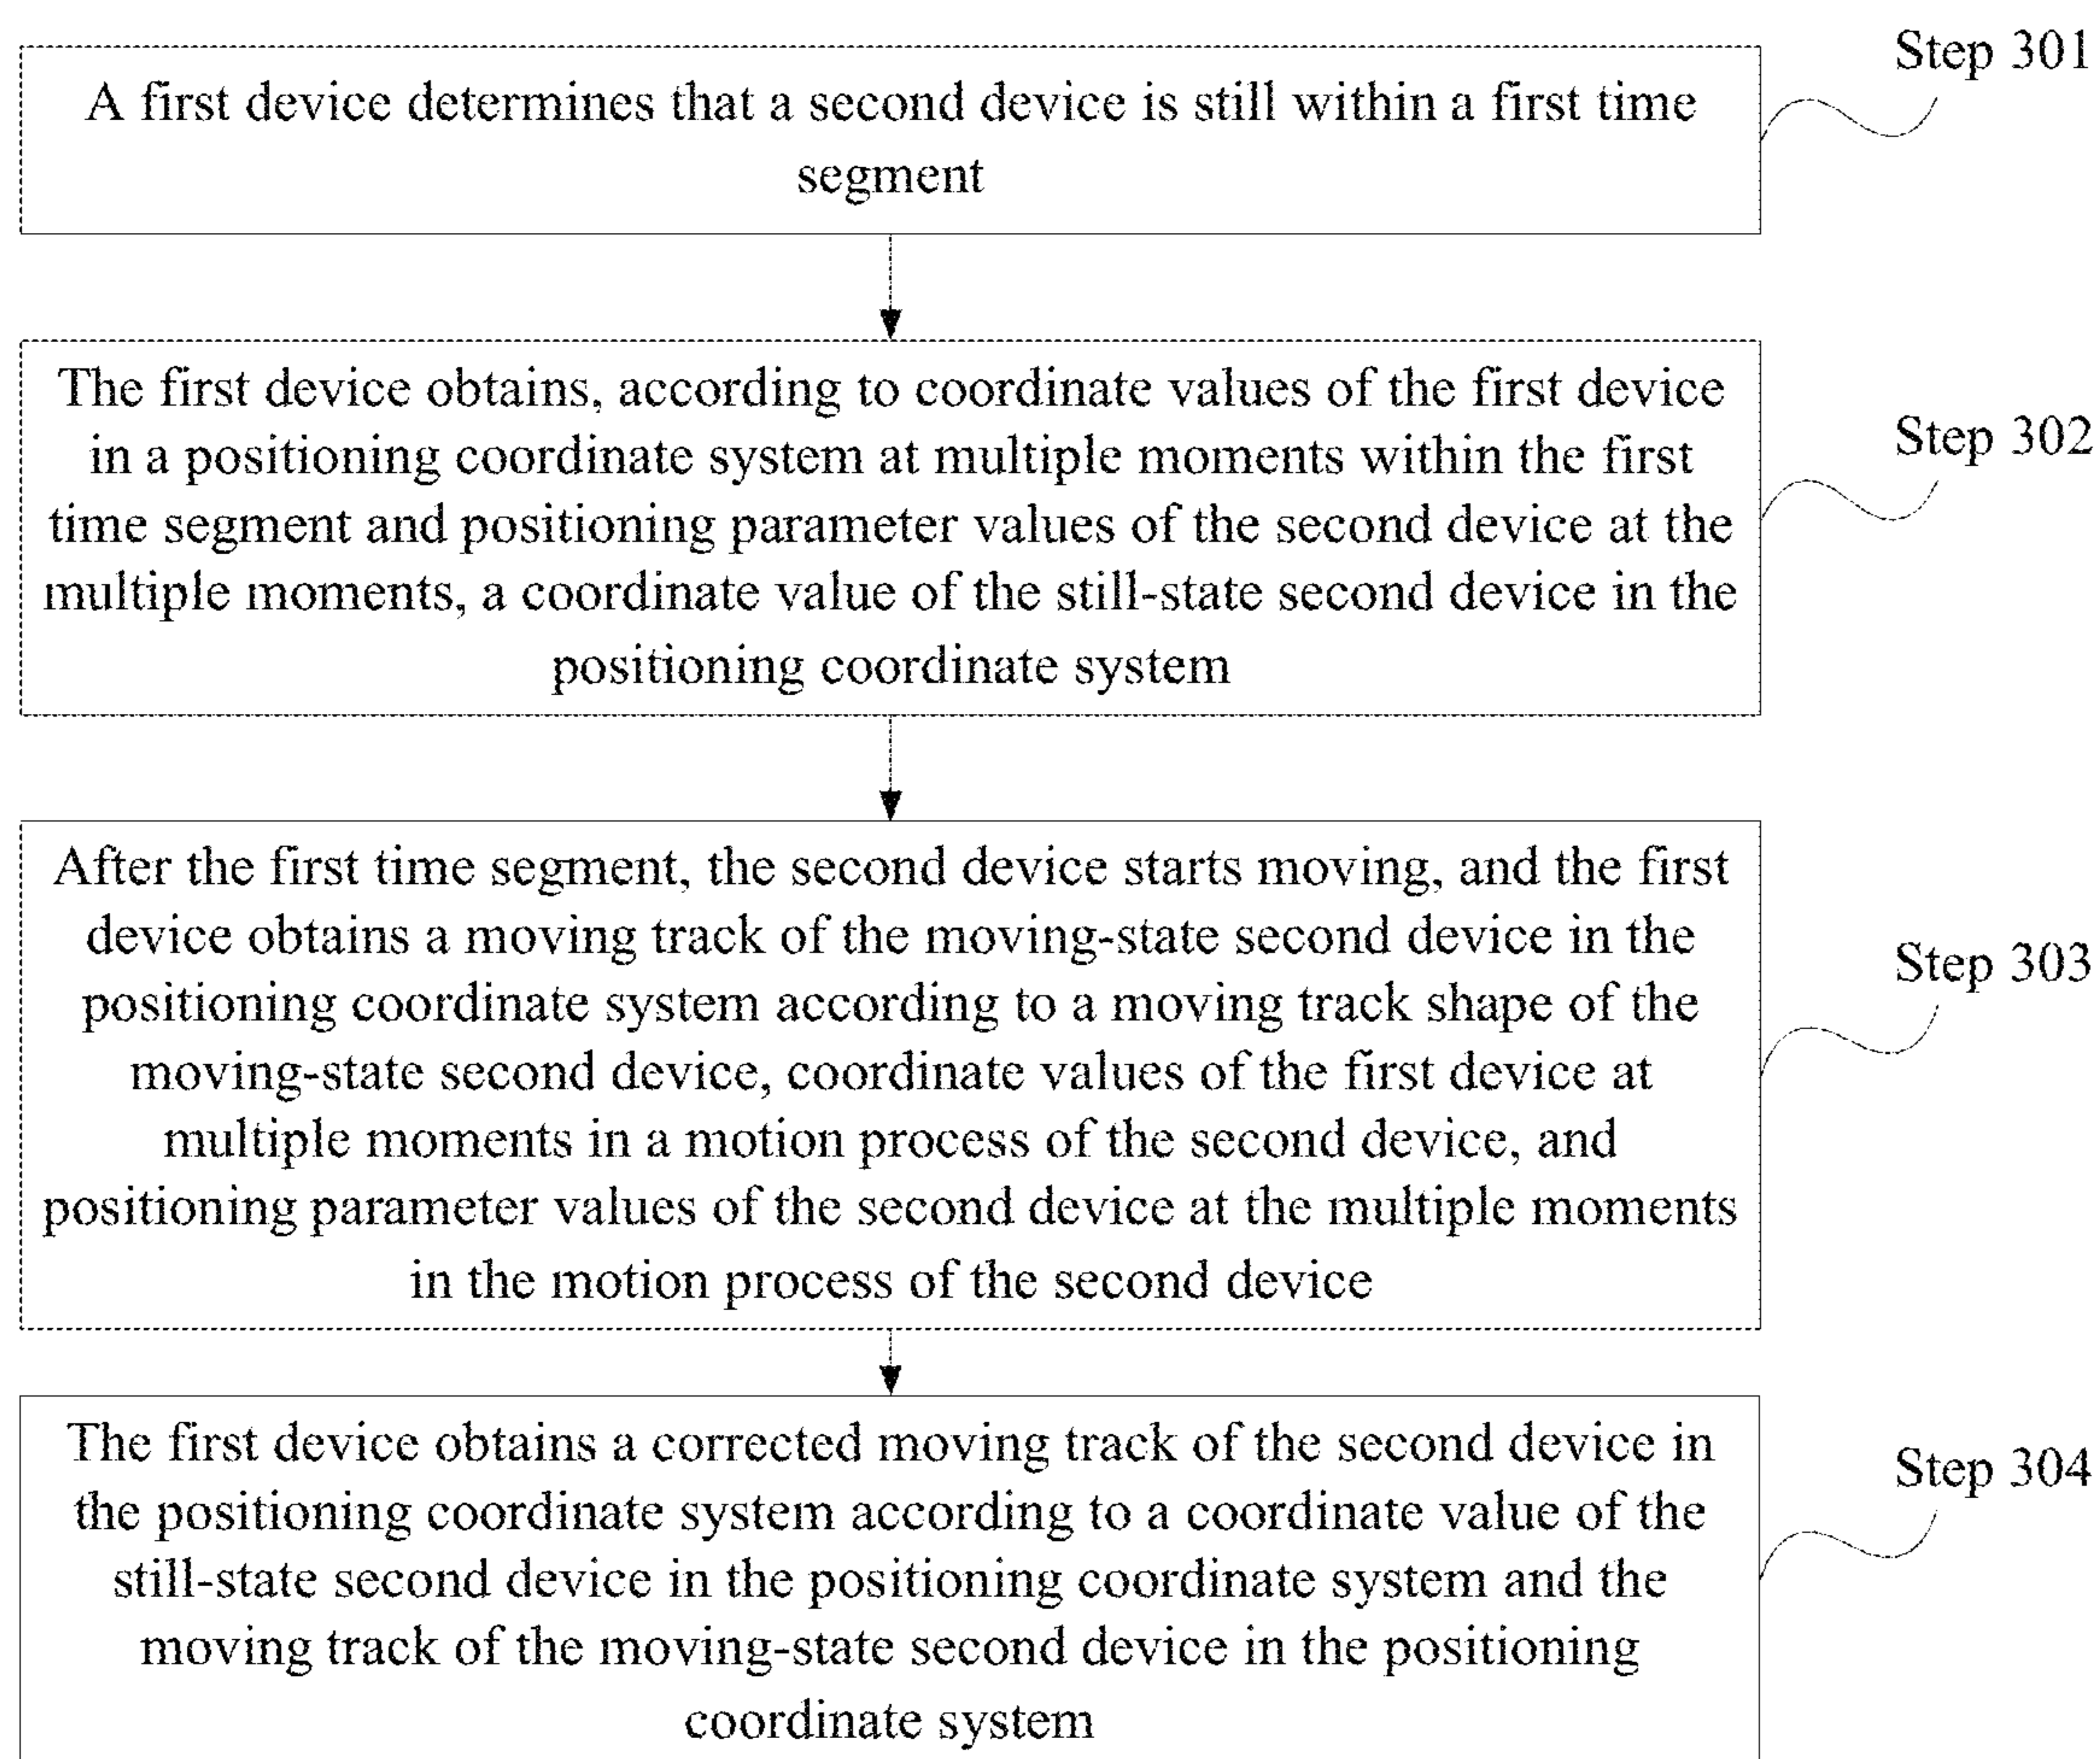 Step 301
A first device determines that a second device is still within a first time
segment
The first device obtains, according to coordinate values of the first device
in a positioning coordinate system at multiple moments within the first
time segment and positioning parameter values of the second device at the
multiple moments, a coordinate value of the still-state second device in the
positioning coordinate system
Step 302
After the first time segment, the second device starts moving, and the first
device obtains a moving track of the moving-state second device in the
positioning coordinate system according to a moving track shape of the
moving-state second device, coordinate values of the first device at
multiple moments in a motion process of the second device, and
positioning parameter values of the second device at the multiple moments
in the motion process of the second device
Step 303
The first device obtains a corrected moving track of the second device in
the positioning coordinate system according to a coordinate value of the
still-state second device in the positioning coordinate system and the
moving track of the moving-state second device in the positioning
coordinate system
Step 304